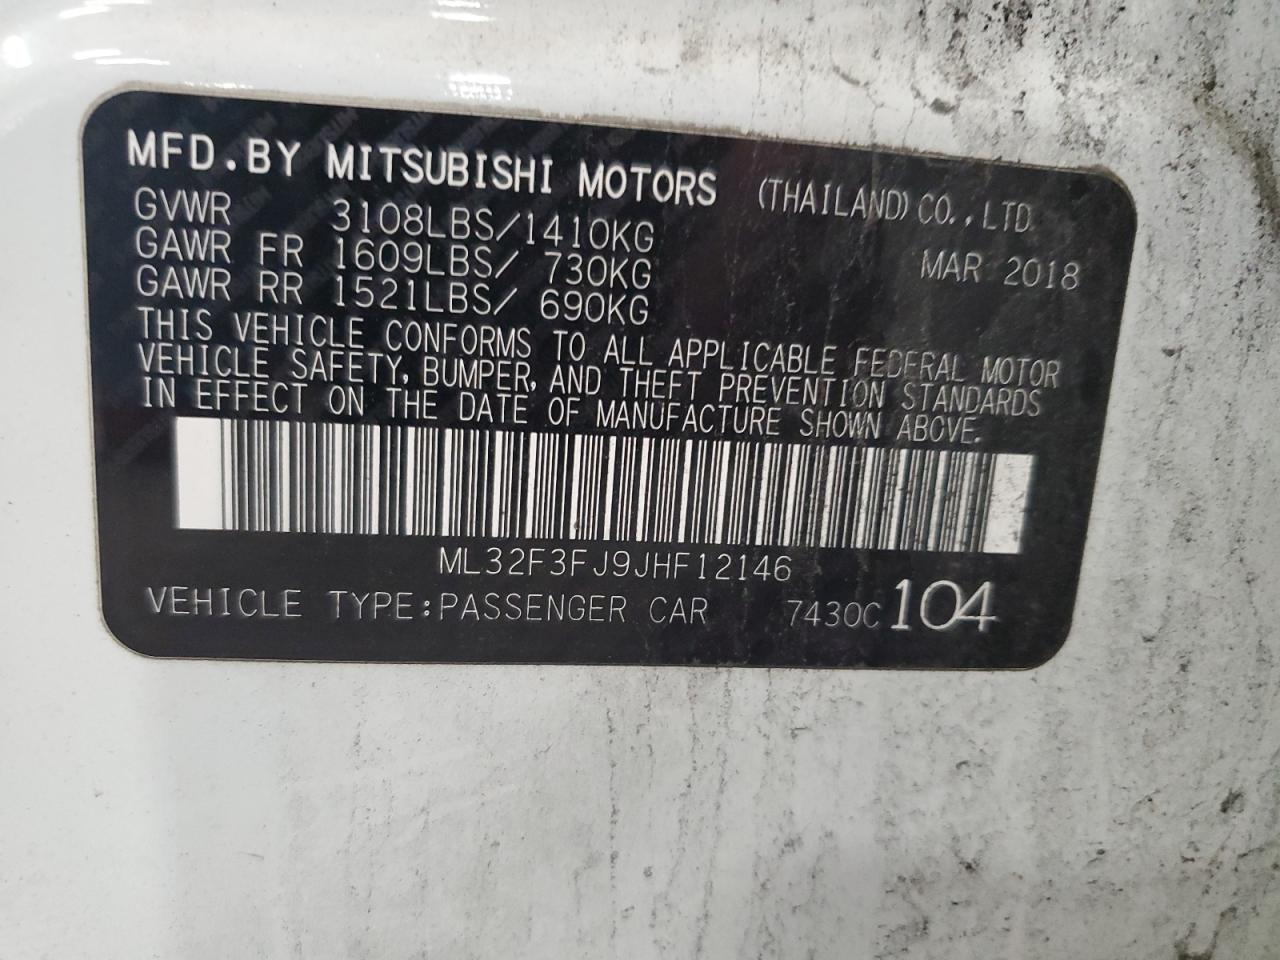 MFD.BY MITSUBISHI MOTORS (THAILAND) CO.,LTD
GVWR 3108LBS/1410KG MAR 2018
GAWR FR 1609LBS/ 730KG
GAWR RR 1521LBS/ 690KG
THIS VEHICLE CONFORMS TO ALL APPLICABLE FEDERAL MOTOR
VEHICLE SAFETY, BUMPER, AND THEFT PREVENTION STANDARDS
IN EFFECT ON THE DATE OF MANUFACTURE SHOWN ABOVE.
ML32F3FJ9JHF12146
VEHICLE TYPE:PASSENGER CAR 7430C 104